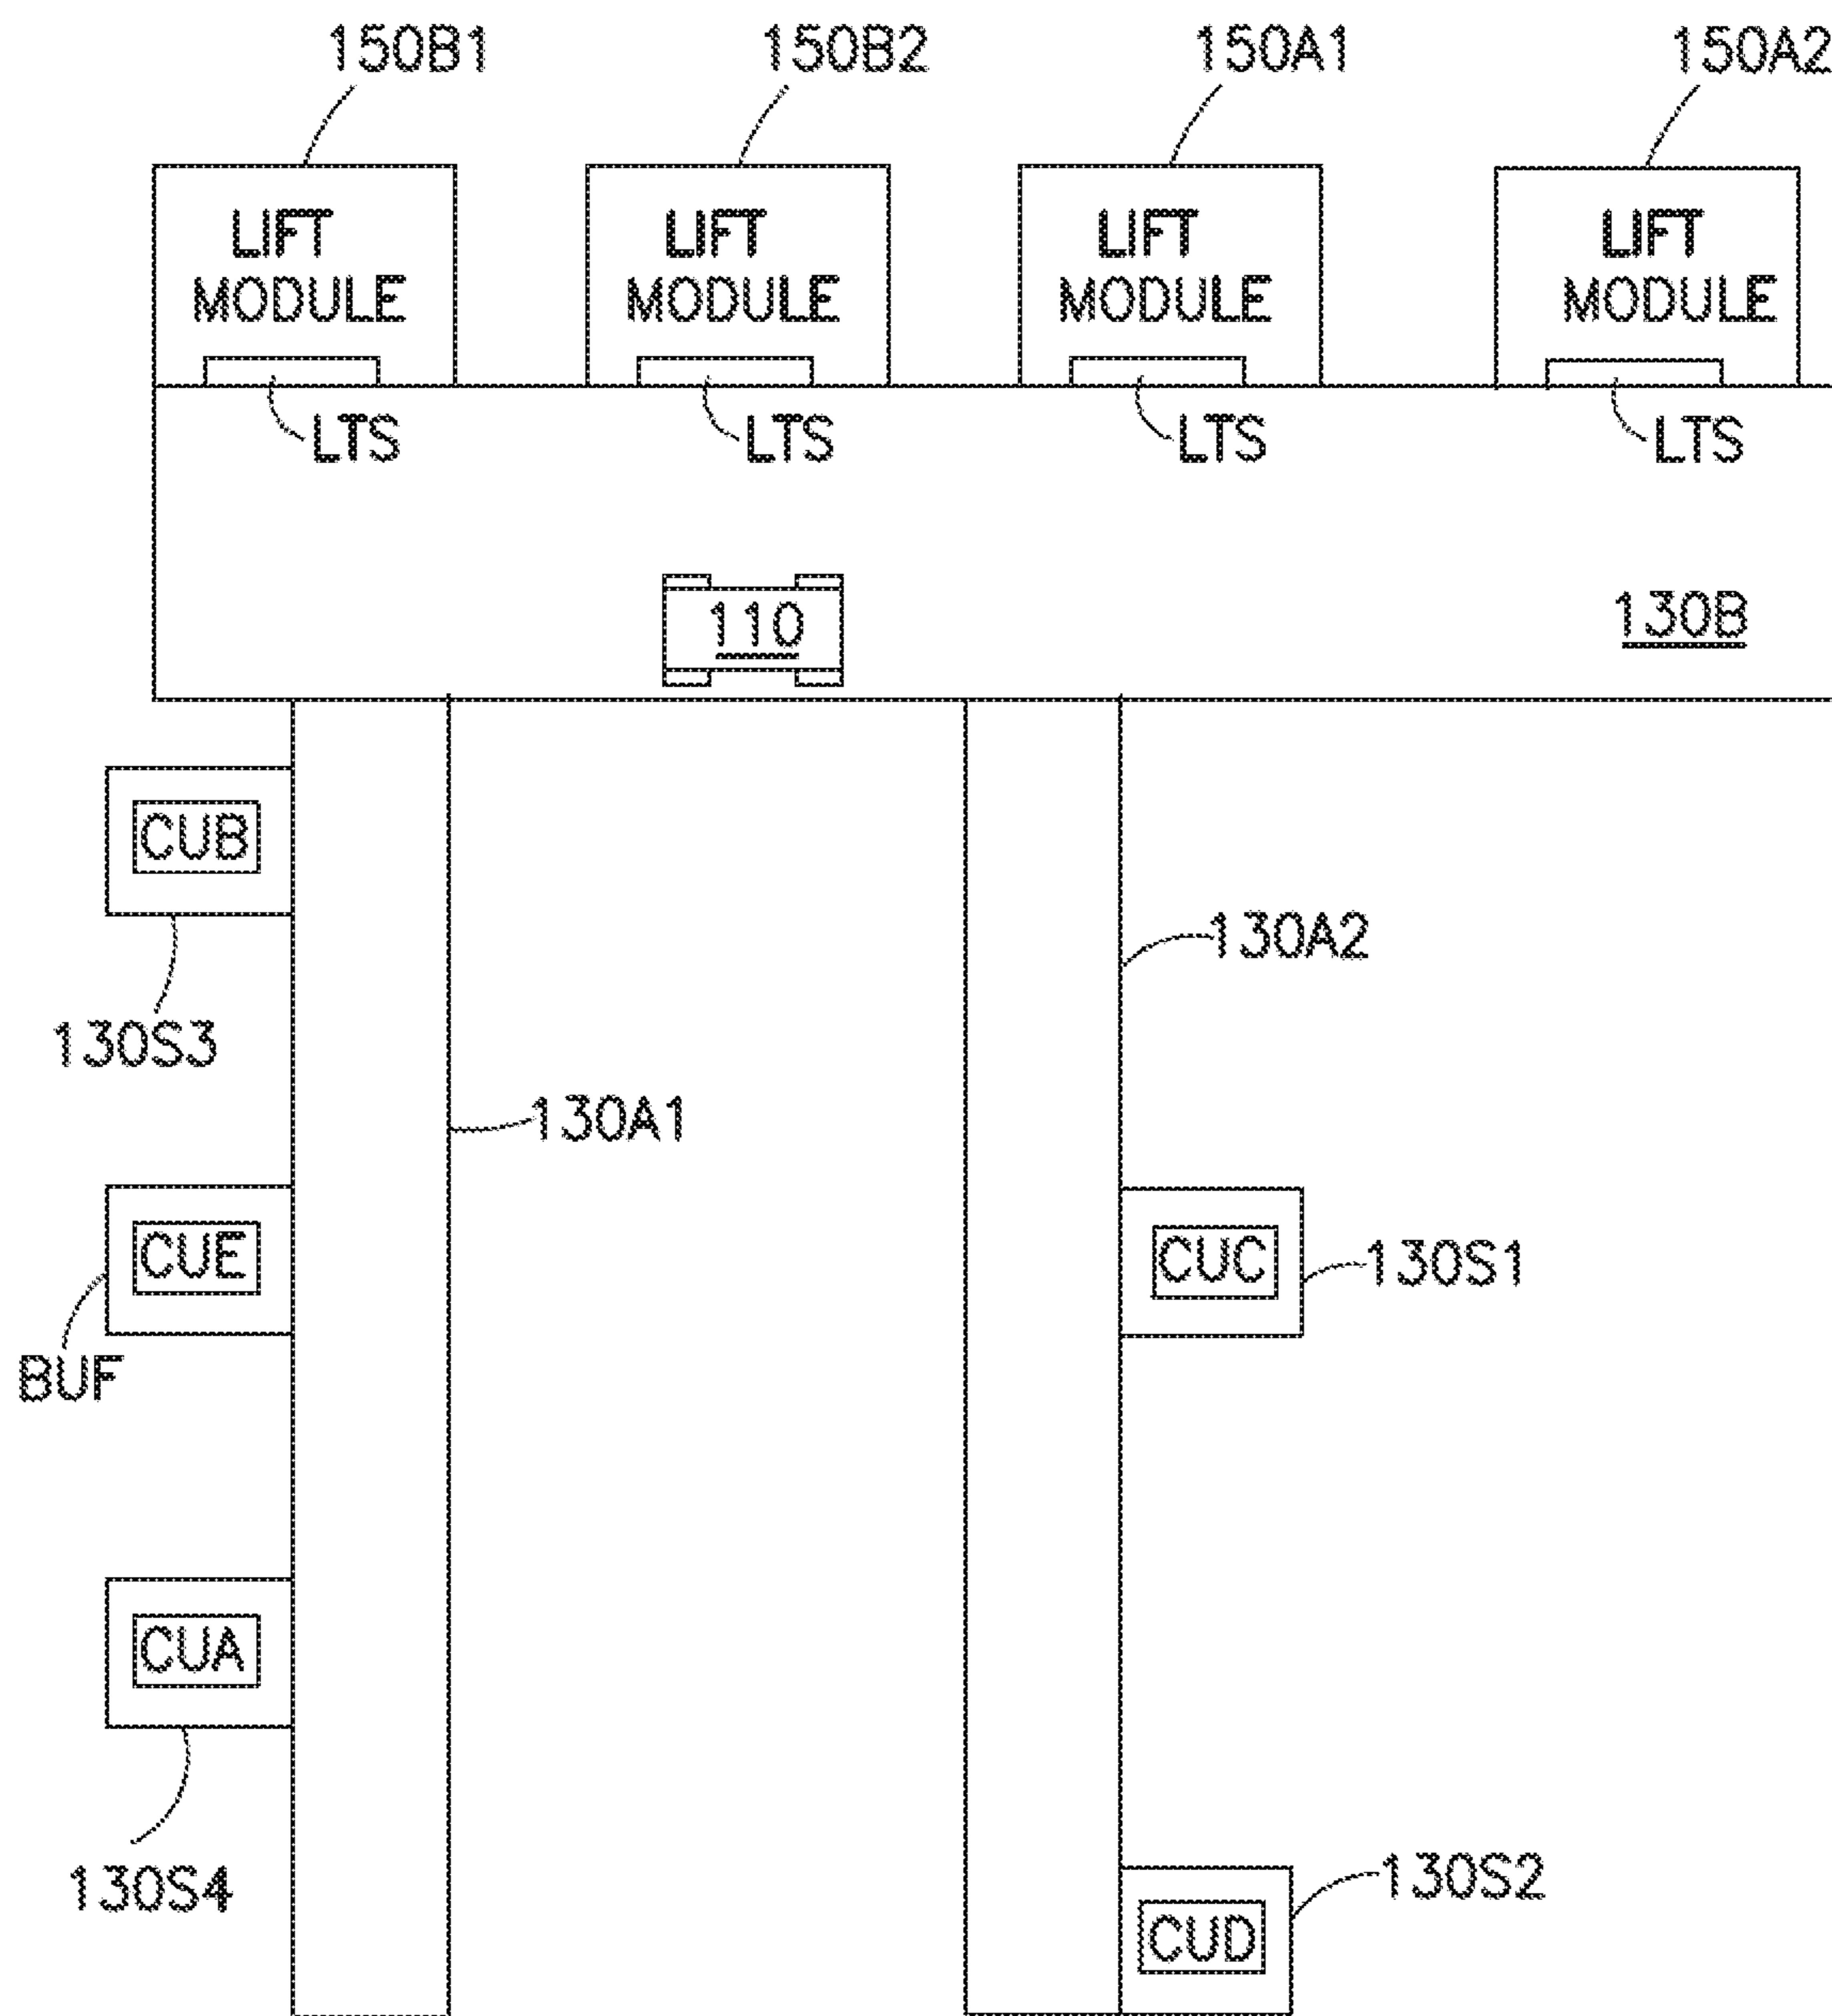 150B1 150B2 150A1 150A2
LIFT MODULE
LIFT MODULE
LIFT MODULE
LIFT MODULE
LTS LTS LTS LTS
110
130B
CUB
130A2
130S3
130A1
CUE
CUC
130S1
BUF
CUA
130S4
130S2
CUD